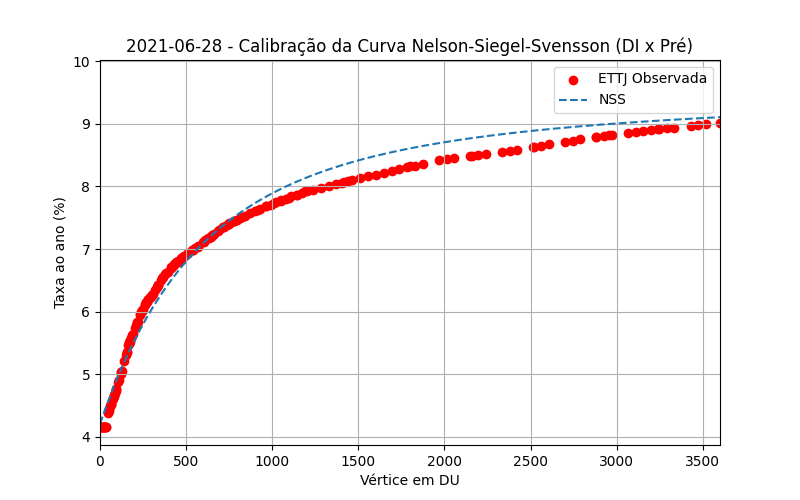 2021-06-28 - Calibração da Curva Nelson-Siegel-Svensson (DI x Pré)
10
9
8
7
6
5
4
Taxa ao ano (%)
ETTJ Observada
NSS
0 500 1000 1500 2000 2500 3000 3500
Vértice em DU